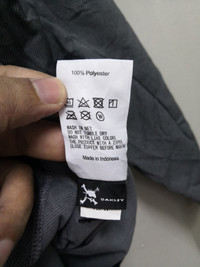 100% Polyester
WASH IN NET
DO NOT TUMBLE DRY
WASH WITH LIKE COLORS
THE PRODUCT WITH A ZIPPER
CLOSE ZIPPER BEFORE WASHING
Made in Indonesia
OAKLEY